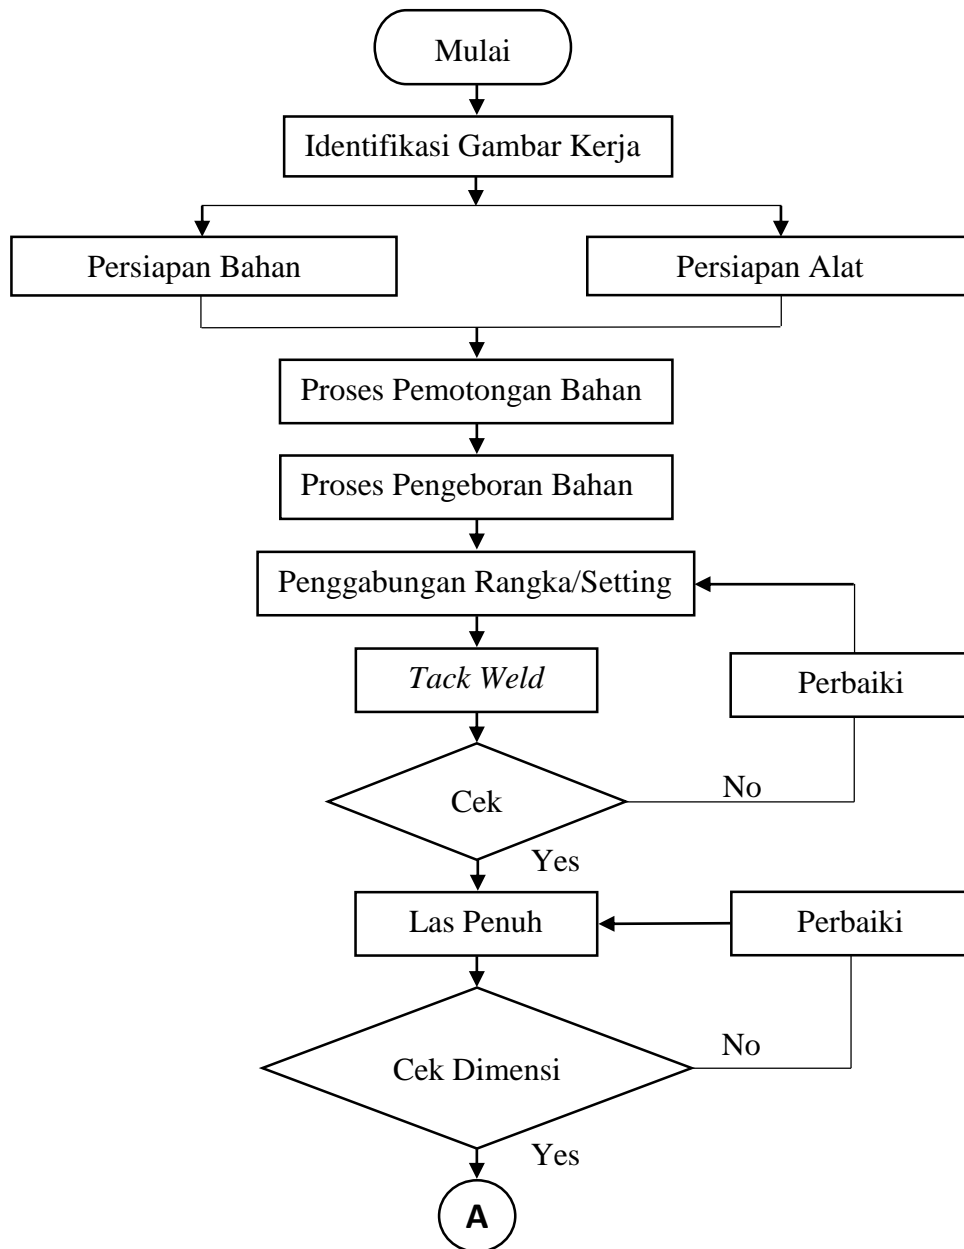 Mulai
Identifikasi Gambar Kerja
Persiapan Bahan
Persiapan Alat
Proses Pemotongan Bahan
Proses Pengeboran Bahan
Penggabungan Rangka/Setting
Tack Weld
Perbaiki
Cek
No
Yes
Las Penuh
Perbaiki
Cek Dimensi
No
Yes
A